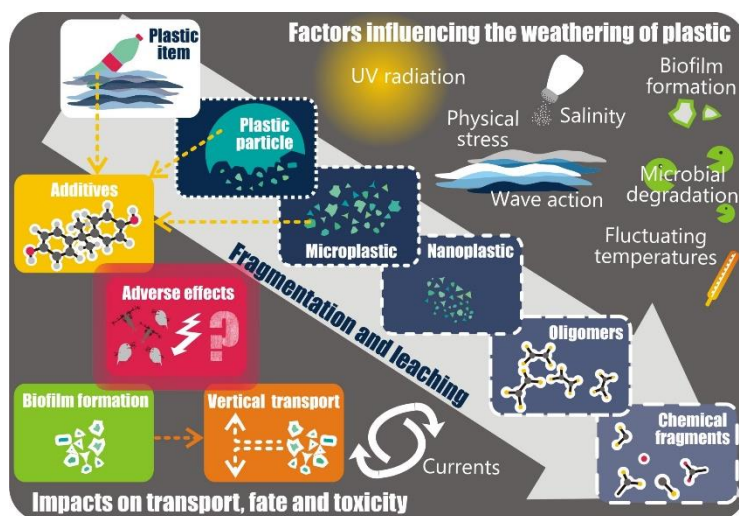 Factors influencing the weathering of plastic
Plastic
item
UV radiation
Salinity
Biofilm
formation
Physical
stress
Wave action
Microbial
degradation
Fluctuating
temperatures
Plastic
particle
Additives
Microplastic
Nanoplastic
Oligomers
Chemical
fragments
Fragmentation and leaching
Adverse effects
?
Biofilm formation
Vertical transport
Currents
Impacts on transport, fate and toxicity